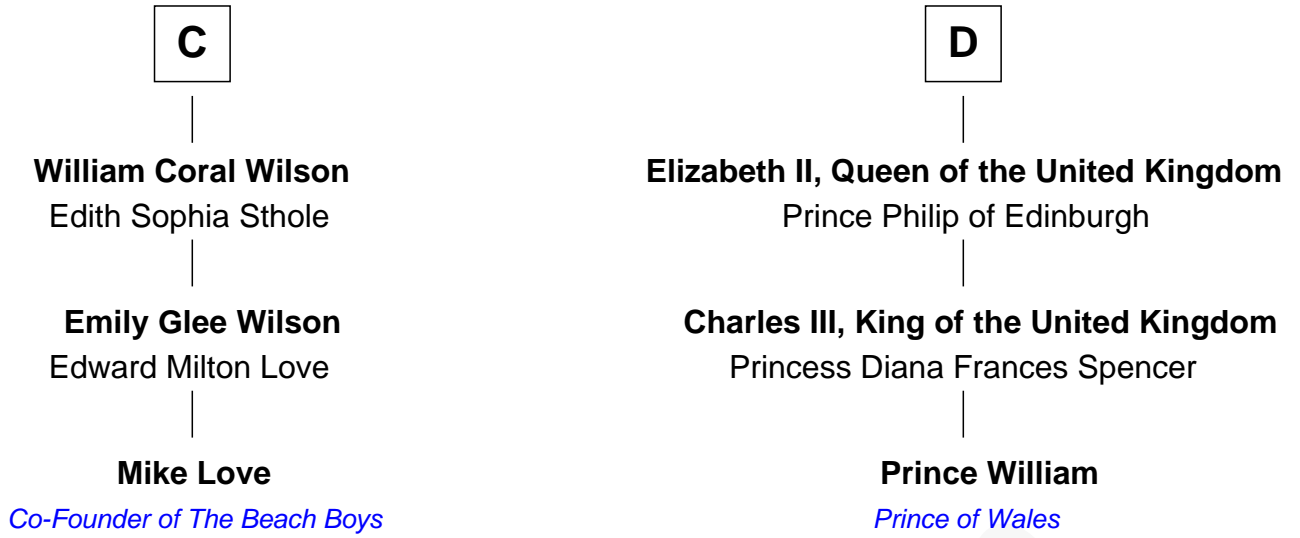 C
William Coral Wilson
Edith Sophia Sthole
Emily Glee Wilson
Edward Milton Love
Mike Love
Co-Founder of The Beach Boys
D
Elizabeth II, Queen of the United Kingdom
Prince Philip of Edinburgh
Charles III, King of the United Kingdom
Princess Diana Frances Spencer
Prince William
Prince of Wales